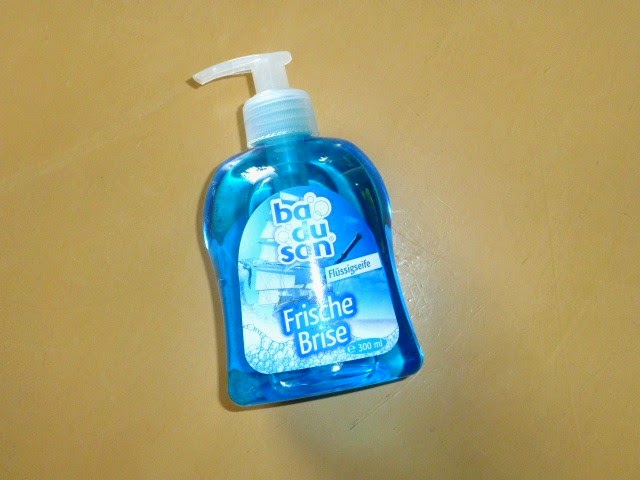 ba
du
san
Flüssigseife
Frische
Brise
℮ 300 ml